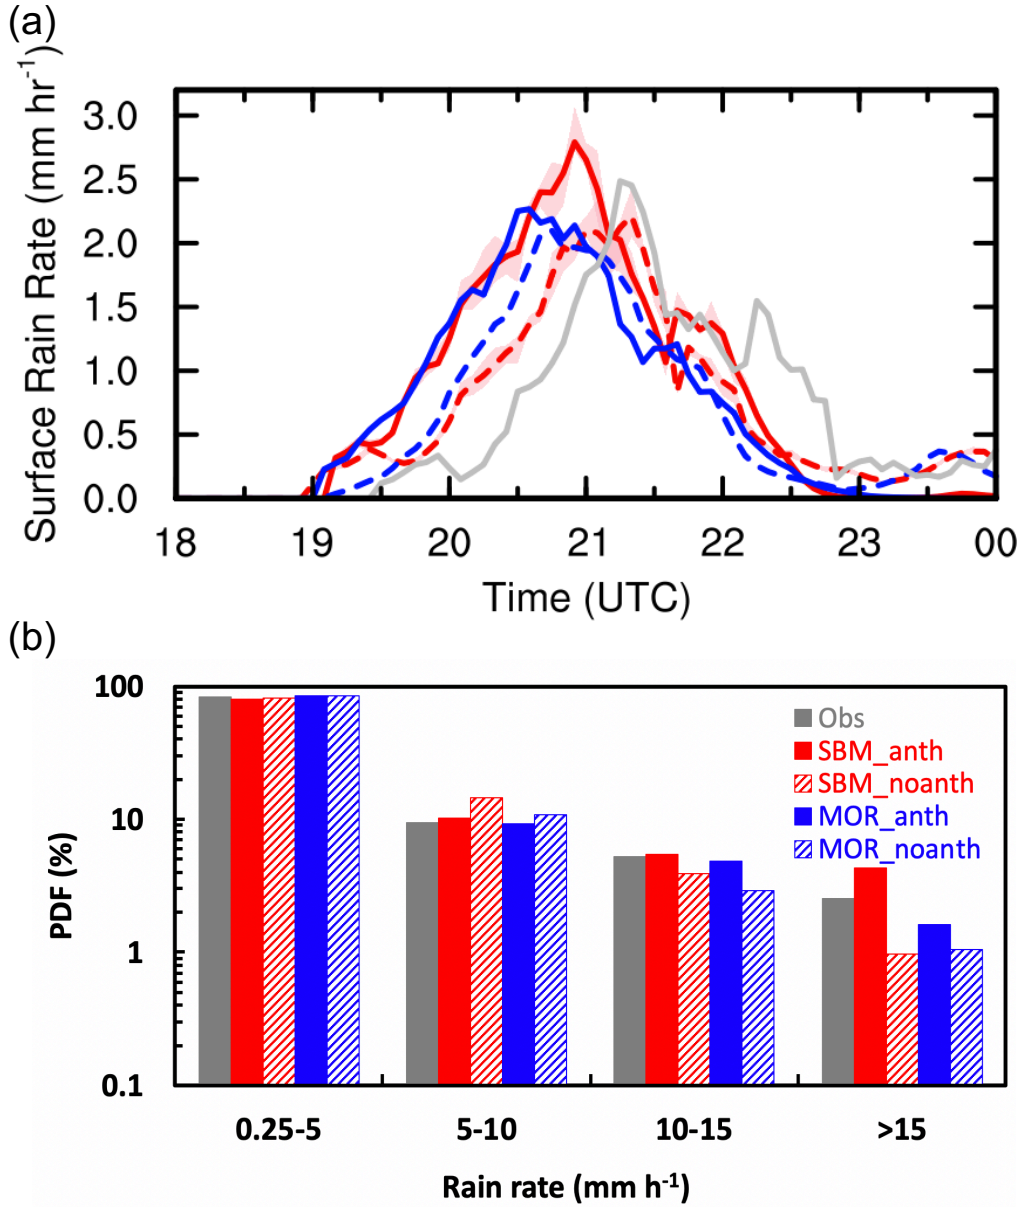 (a)
Surface Rain Rate (mm hr-1)
3.0
2.5
2.0
1.5
1.0
0.5
0.0
18 19 20 21 22 23 00
Time (UTC)
(b)
PDF (%)
100
10
1
0.1
Obs
SBM_anth
SBM_noanth
MOR_anth
MOR_noanth
0.25-5 5-10 10-15 >15
Rain rate (mm h-1)